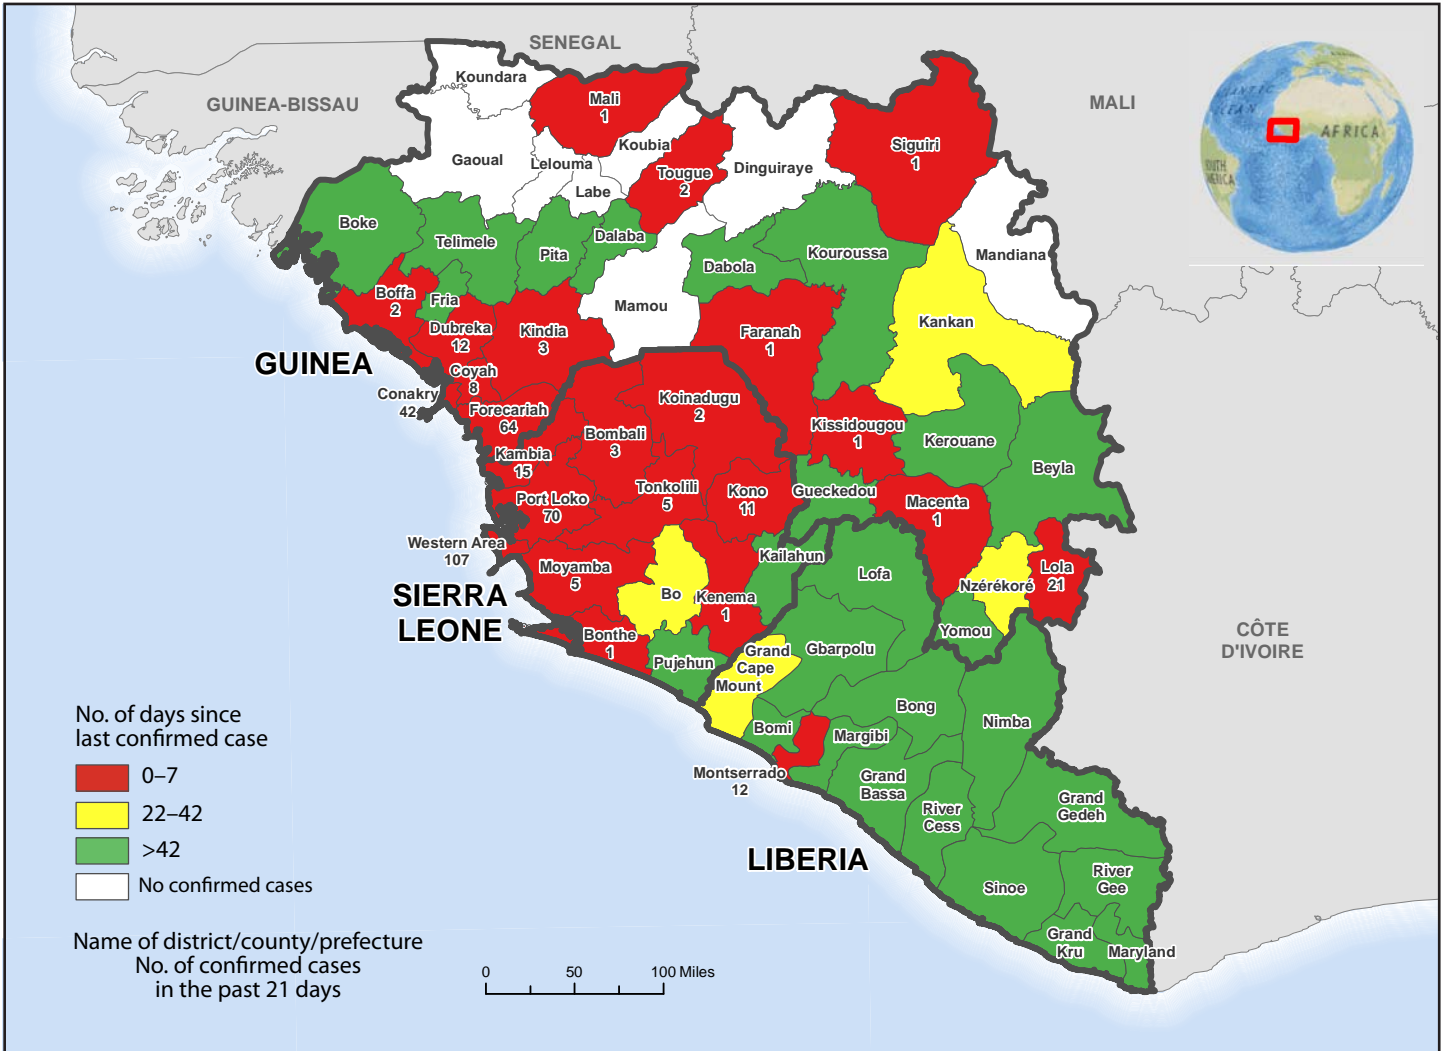 SENEGAL
Koundara
GUINEA-BISSAU
Mali
1
MALI
ATLANTIC
OCEAN
AFRICA
SOUTH
AMERICA
Gaoual
Lelouma
Koubia
Labe
Tougue
2
Dinguiraye
Siguiri
1
Boke
Telimele
Pita
Dalaba
Dabola
Kouroussa
Mandiana
Boffa
2
Fria
Mamou
Dubreka
12
Kindia
3
Faranah
1
Kankan
GUINEA
Coyah
8
Conakry
42
Forecariah
64
Koinadugu
2
Kissidougou
1
Bombali
3
Kerouane
Beyla
Kambia
15
Port Loko
70
Tonkolili
5
Kono
11
Gueckedou
Macenta
1
Western Area
107
Moyamba
5
Kailahun
Lofa
Nzérékoré
Lola
21
SIERRA
LEONE
Bo
Kenema
1
Bonthe
1
Pujehun
Yomou
Grand
Cape
Mount
Gbarpolu
CÔTE
D'IVOIRE
Bong
Nimba
Bomi
Margibi
Montserrado
12
Grand
Bassa
River
Cess
Grand
Gedeh
LIBERIA
Sinoe
River
Gee
Grand
Kru
Maryland
No. of days since
last confirmed case
0–7
22–42
>42
No confirmed cases
Name of district/county/prefecture
No. of confirmed cases
in the past 21 days
0 50 100 Miles